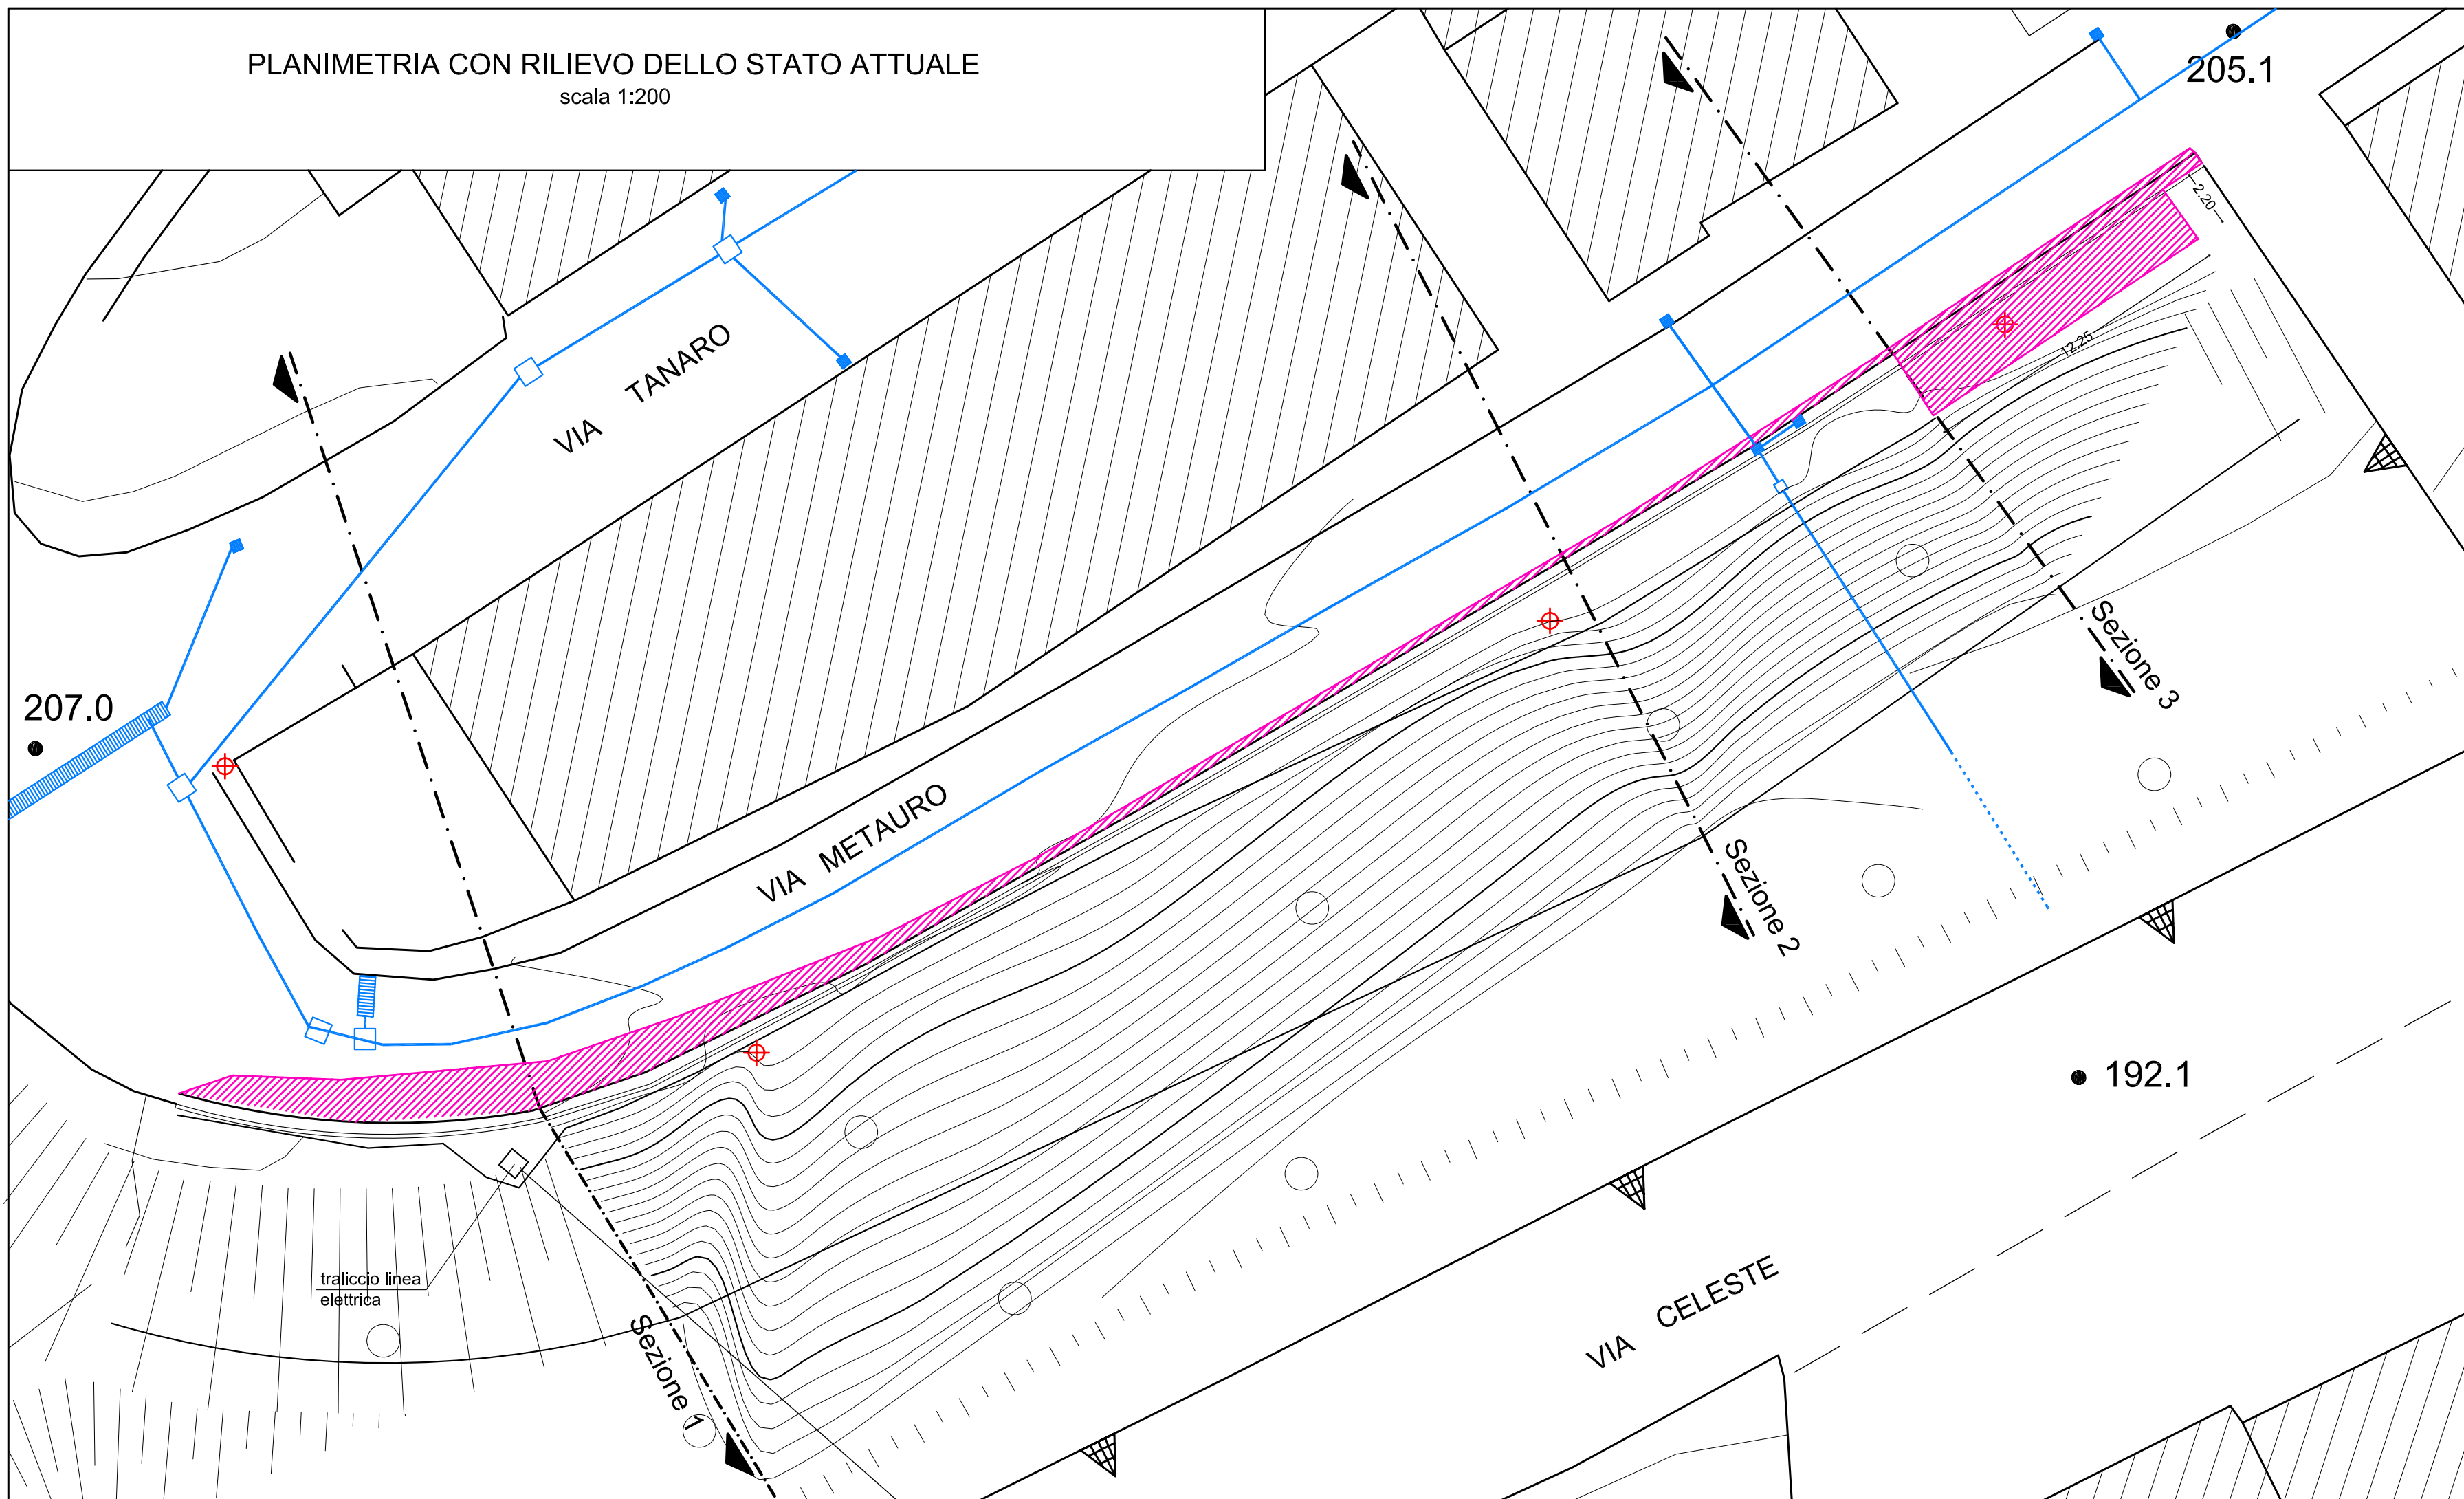 PLANIMETRIA CON RILIEVO DELLO STATO ATTUALE
scala 1:200
205.1
2.20
12.25
VIA TANARO
207.0
VIA METAURO
Sezione 3
Sezione 2
192.1
traliccio linea
elettrica
Sezione 1
VIA CELESTE